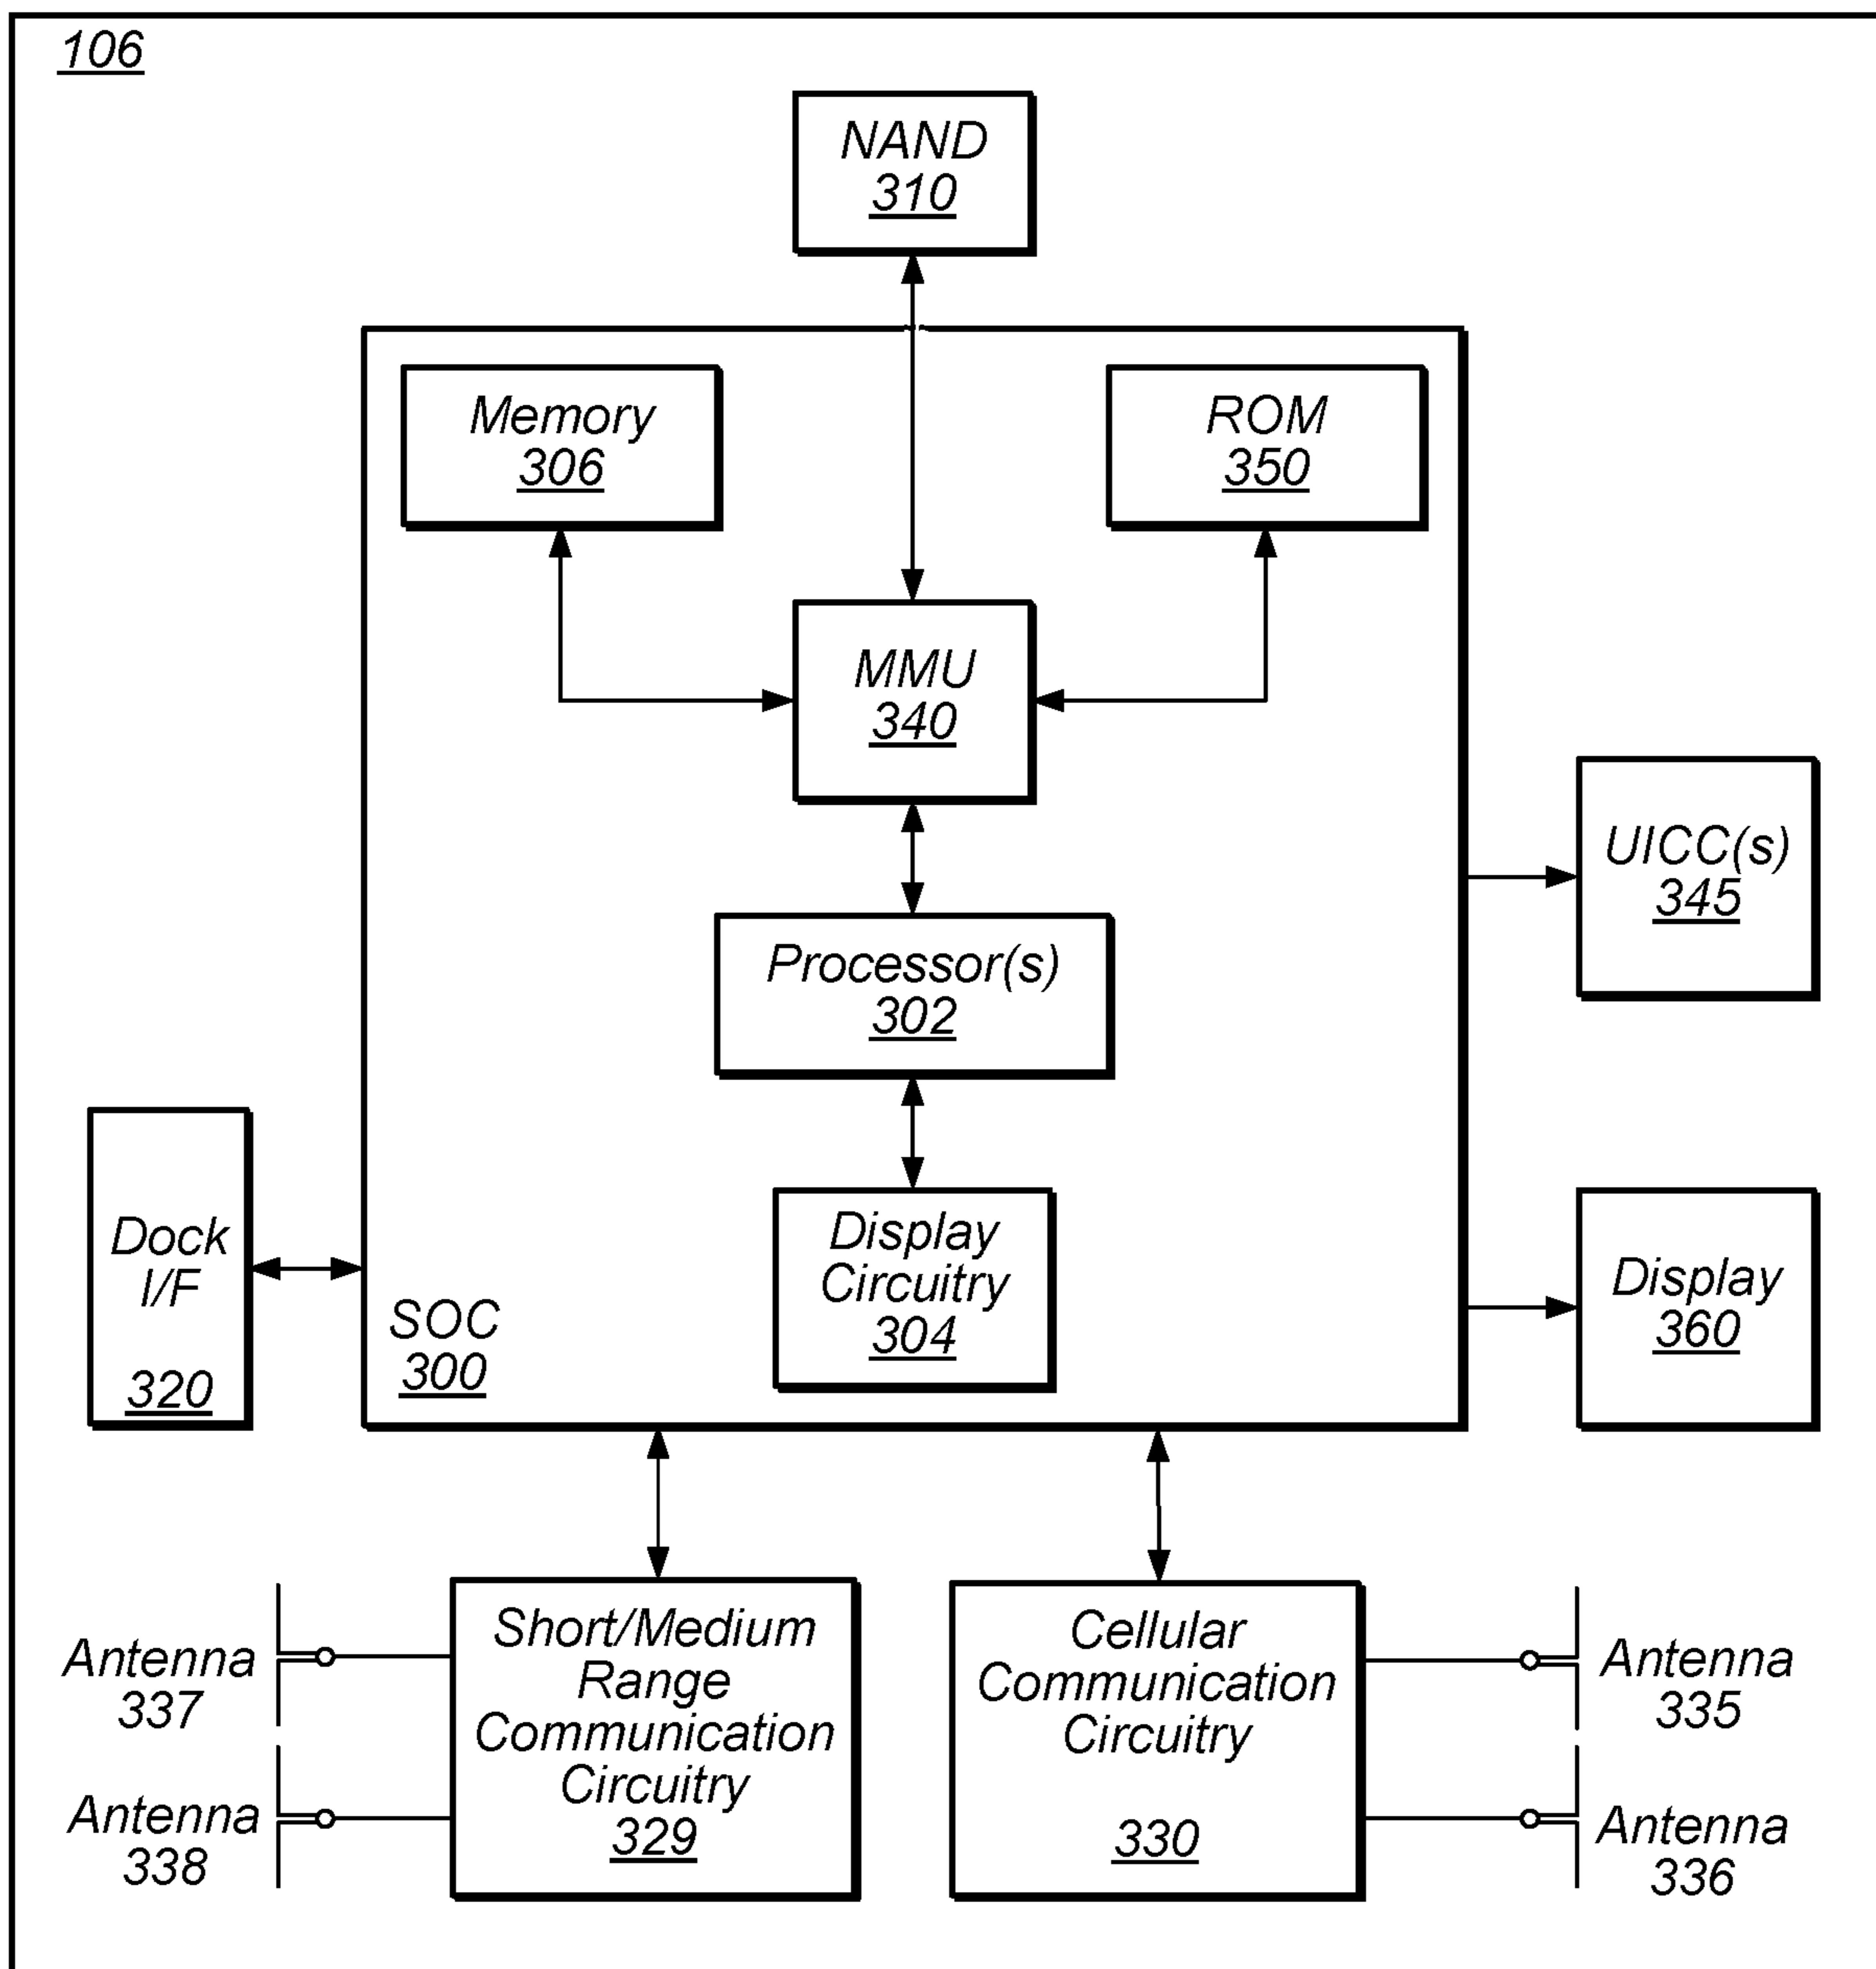 106
NAND
310
Memory
306
ROM
350
MMU
340
UICC(s)
345
Processor(s)
302
Dock
I/F
320
Display
Circuitry
304
SOC
300
Display
360
Short/Medium
Range
Communication
Circuitry
329
Cellular
Communication
Circuitry
330
Antenna
337
Antenna
338
Antenna
335
Antenna
336